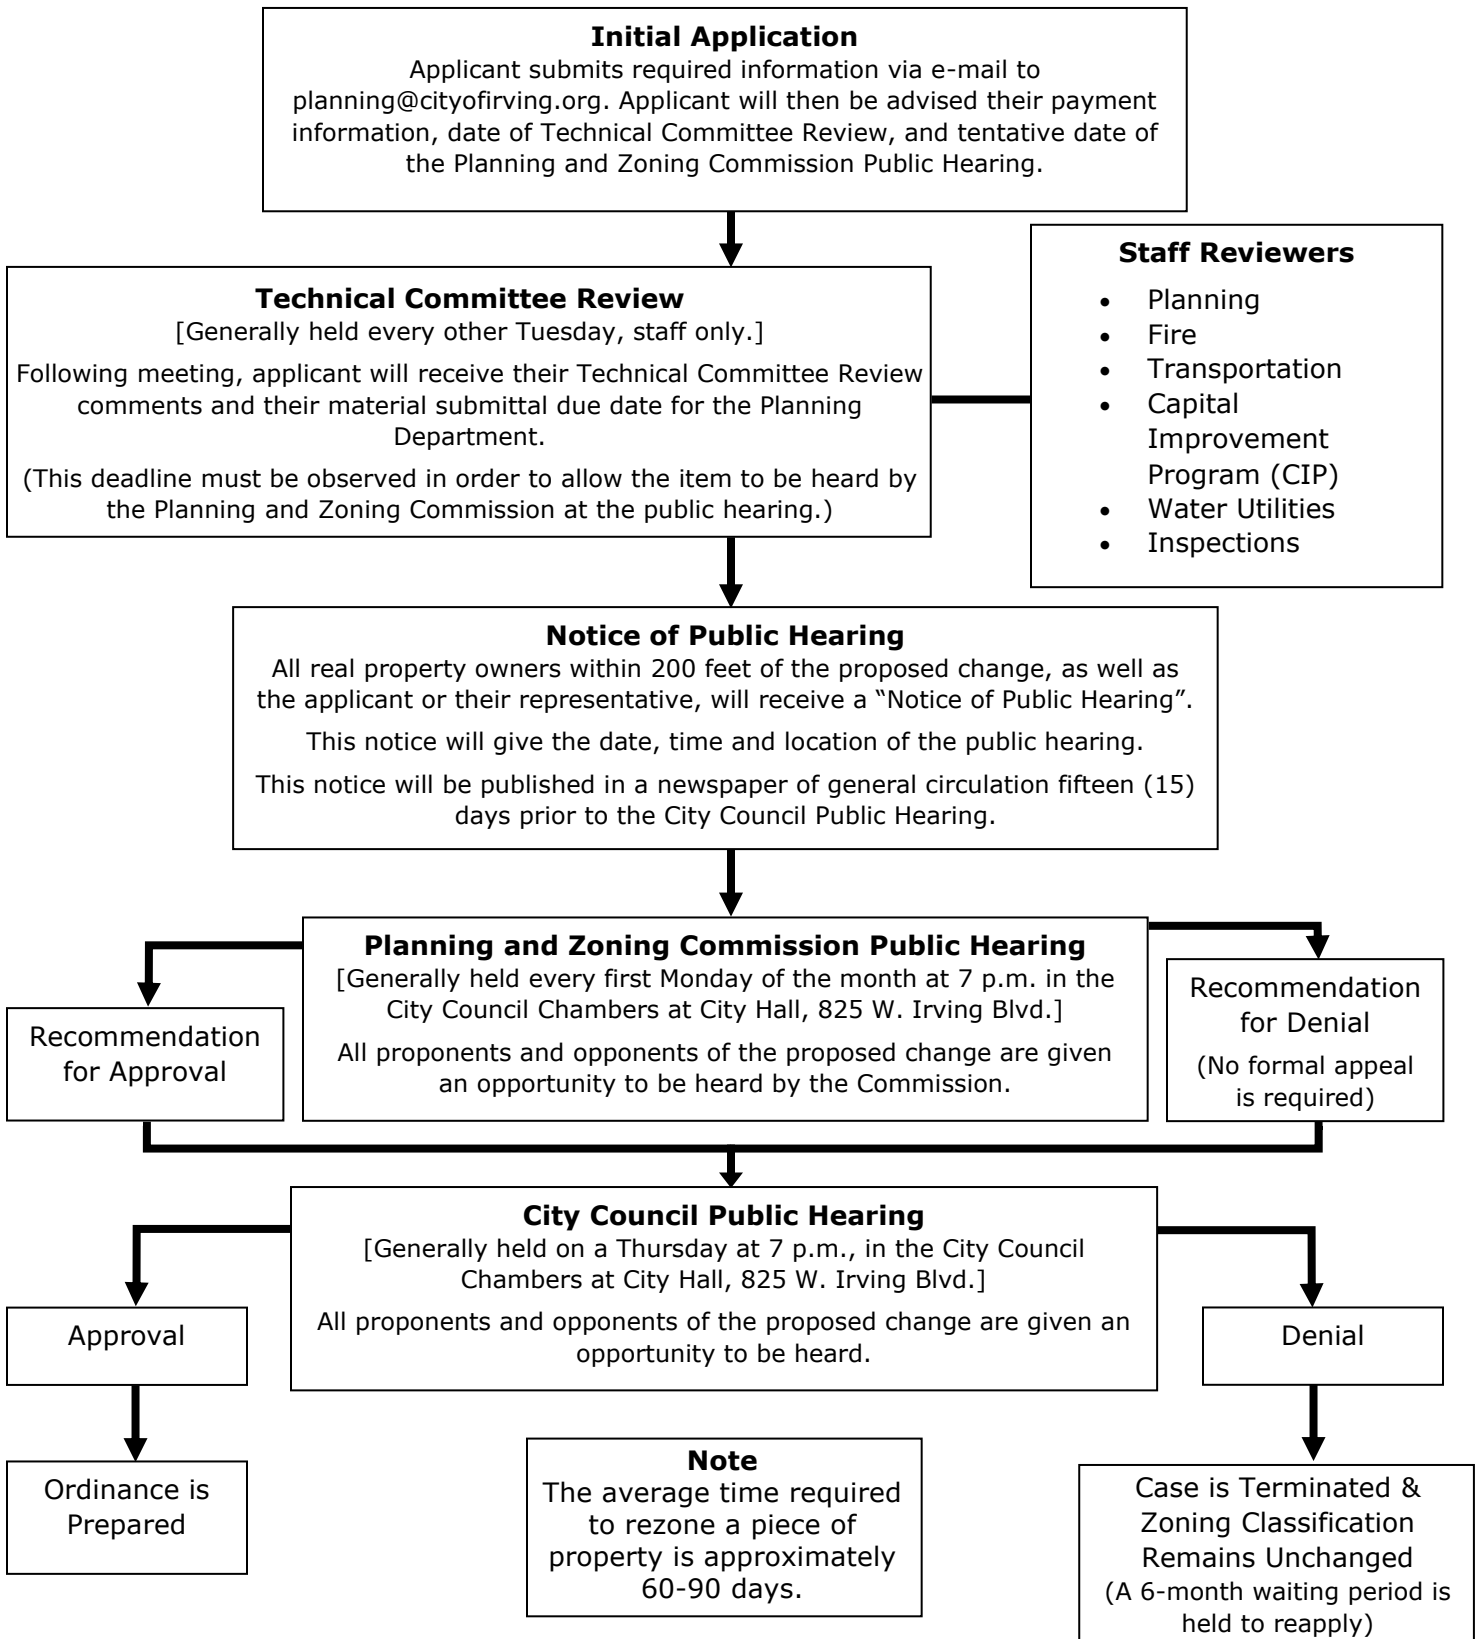 Initial Application
Applicant submits required information via e-mail to
planning@cityofirving.org. Applicant will then be advised their payment
information, date of Technical Committee Review, and tentative date of
the Planning and Zoning Commission Public Hearing.
Technical Committee Review
[Generally held every other Tuesday, staff only.]
Following meeting, applicant will receive their Technical Committee Review
comments and their material submittal due date for the Planning
Department.
(This deadline must be observed in order to allow the item to be heard by
the Planning and Zoning Commission at the public hearing.)
Staff Reviewers
• Planning
• Fire
• Transportation
• Capital
Improvement
Program (CIP)
• Water Utilities
• Inspections
Notice of Public Hearing
All real property owners within 200 feet of the proposed change, as well as
the applicant or their representative, will receive a “Notice of Public Hearing”.
This notice will give the date, time and location of the public hearing.
This notice will be published in a newspaper of general circulation fifteen (15)
days prior to the City Council Public Hearing.
Planning and Zoning Commission Public Hearing
[Generally held every first Monday of the month at 7 p.m. in the
City Council Chambers at City Hall, 825 W. Irving Blvd.]
All proponents and opponents of the proposed change are given
an opportunity to be heard by the Commission.
Recommendation
for Approval
Recommendation
for Denial
(No formal appeal
is required)
City Council Public Hearing
[Generally held on a Thursday at 7 p.m., in the City Council
Chambers at City Hall, 825 W. Irving Blvd.]
All proponents and opponents of the proposed change are given an
opportunity to be heard.
Approval
Denial
Ordinance is
Prepared
Note
The average time required
to rezone a piece of
property is approximately
60-90 days.
Case is Terminated &
Zoning Classification
Remains Unchanged
(A 6-month waiting period is
held to reapply)